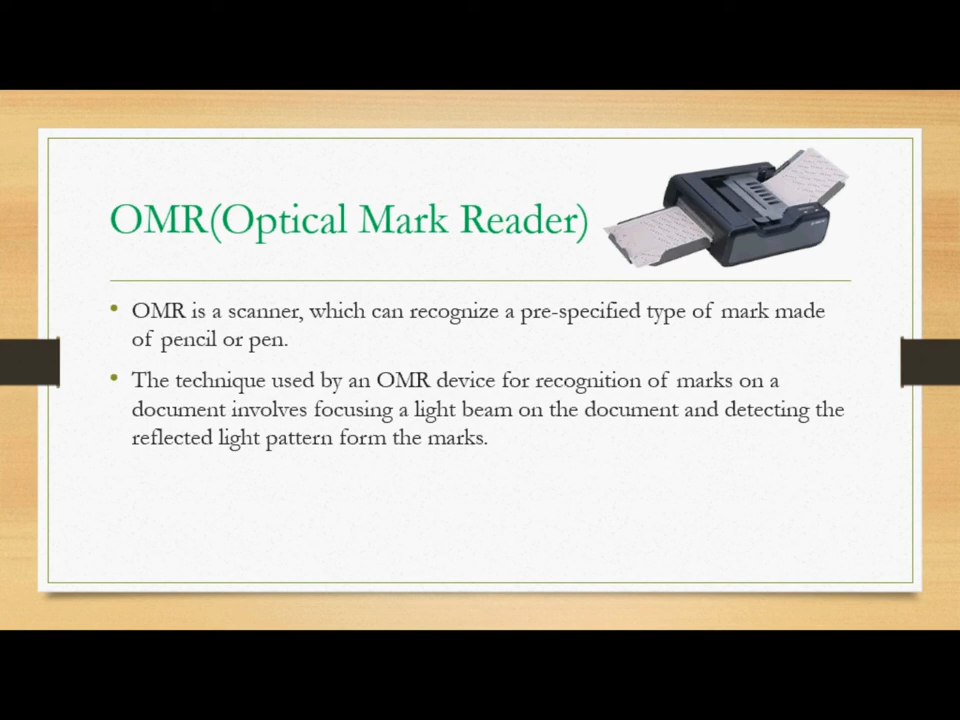 OMR(Optical Mark Reader)
• OMR is a scanner, which can recognize a pre-specified type of mark made
of pencil or pen.
• The technique used by an OMR device for recognition of marks on a
document involves focusing a light beam on the document and detecting the
reflected light pattern form the marks.